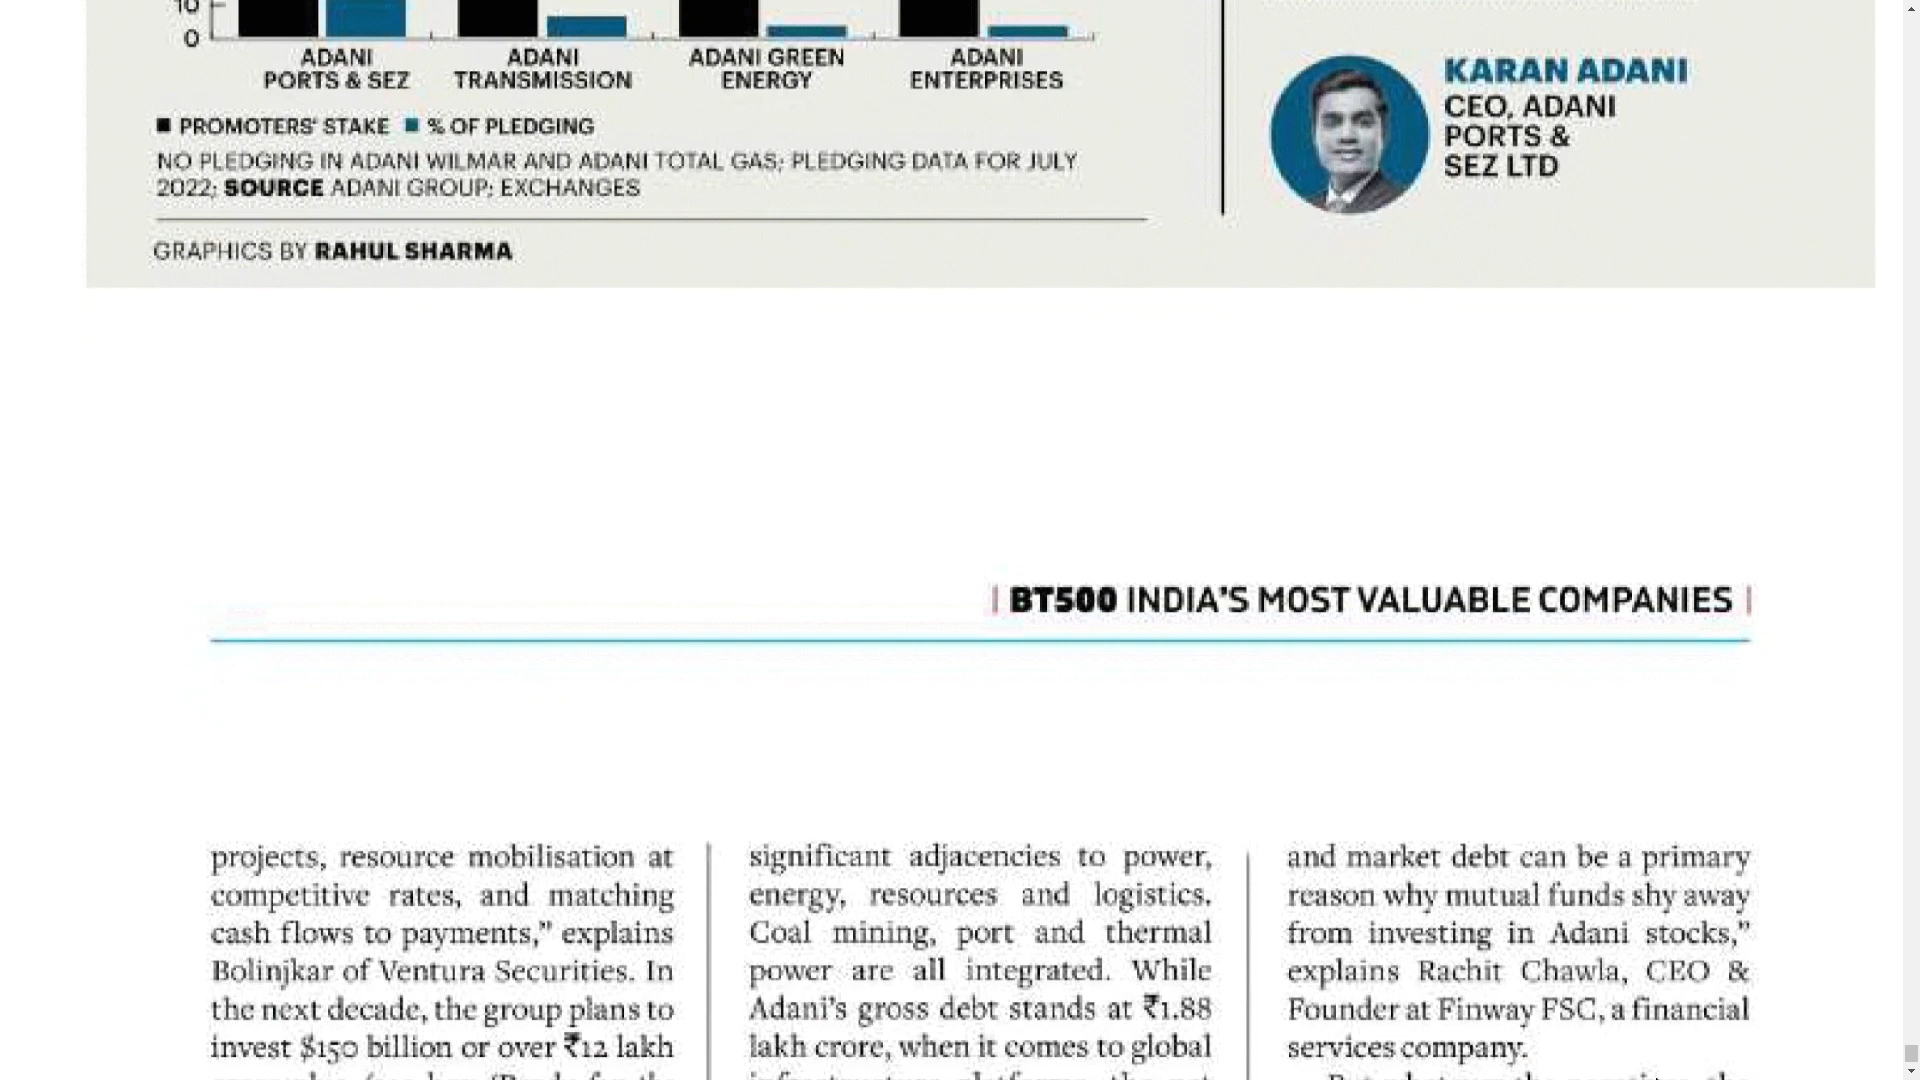 10
0
ADANI
PORTS & SEZ
ADANI
TRANSMISSION
ADANI GREEN
ENERGY
ADANI
ENTERPRISES
PROMOTERS' STAKE % OF PLEDGING
NO PLEDGING IN ADANI WILMAR AND ADANI TOTAL GAS; PLEDGING DATA FOR JULY
2022; SOURCE ADANI GROUP; EXCHANGES
GRAPHICS BY RAHUL SHARMA
KARAN ADANI
CEO, ADANI
PORTS &
SEZ LTD
BT500 INDIA'S MOST VALUABLE COMPANIES
projects, resource mobilisation at
competitive rates, and matching
cash flows to payments,” explains
Bolinjkar of Ventura Securities. In
the next decade, the group plans to
invest $150 billion or over ₹12 lakh
significant adjacencies to power,
energy, resources and logistics.
Coal mining, port and thermal
power are all integrated. While
Adani’s gross debt stands at ₹1.88
lakh crore, when it comes to global
and market debt can be a primary
reason why mutual funds shy away
from investing in Adani stocks,”
explains Rachit Chawla, CEO &
Founder at Finway FSC, a financial
services company.